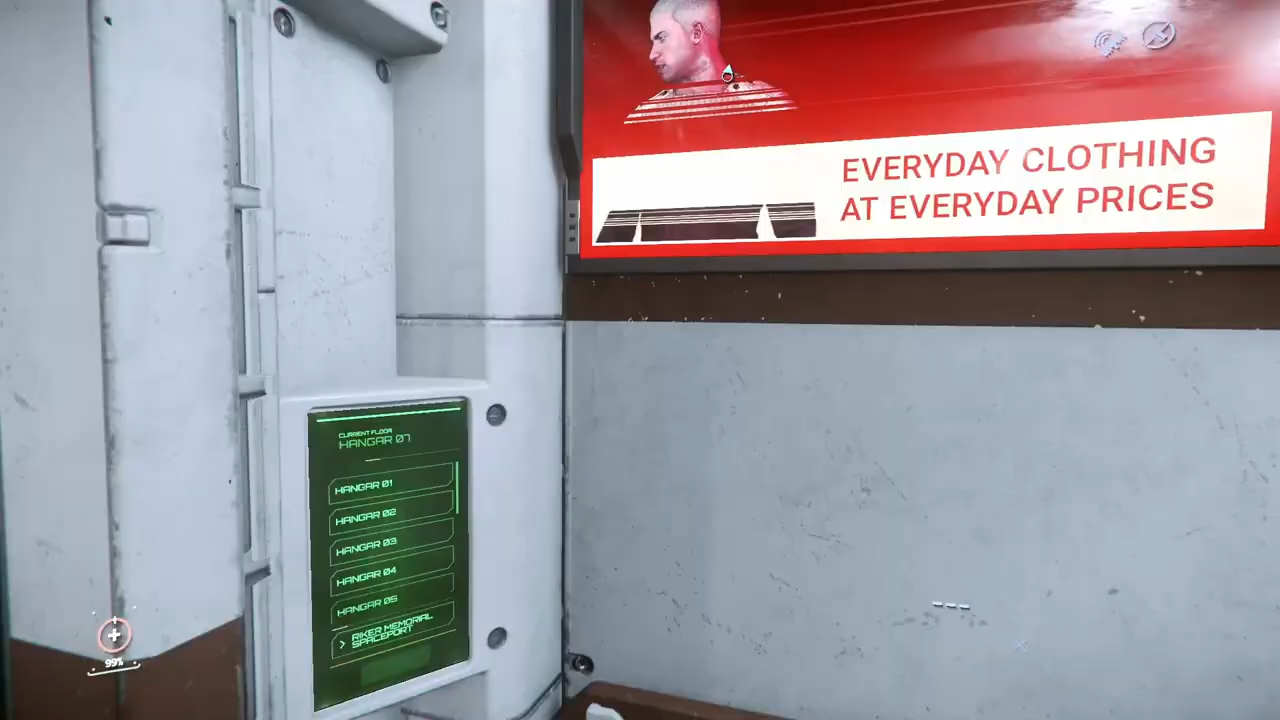 EVERYDAY CLOTHING
AT EVERYDAY PRICES
CURRENT FLOOR
HANGAR 07
HANGAR 01
HANGAR 02
HANGAR 03
HANGAR 04
HANGAR 05
> RIKER MEMORIAL
SPACEPORT
99%